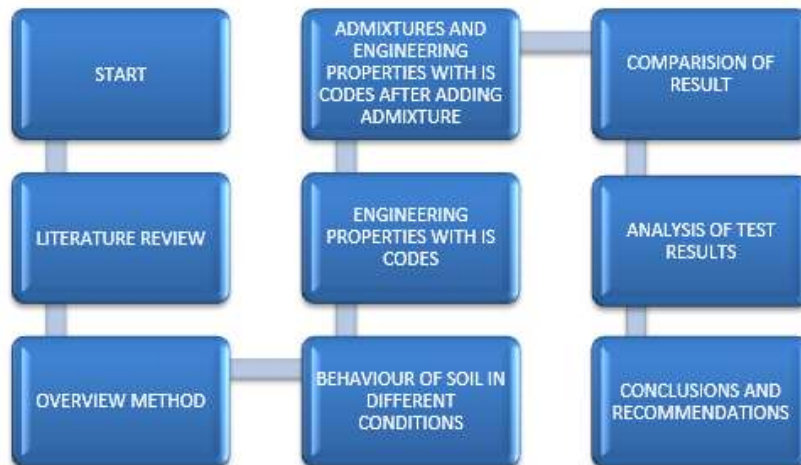 START
LITERATURE REVIEW
OVERVIEW METHOD
BEHAVIOUR OF SOIL IN
DIFFERENT
CONDITIONS
ENGINEERING
PROPERTIES WITH IS
CODES
ADMIXTURES AND
ENGINEERING
PROPERTIES WITH IS
CODES AFTER ADDING
ADMIXTURE
COMPARISION OF
RESULT
ANALYSIS OF TEST
RESULTS
CONCLUSIONS AND
RECOMMENDATIONS